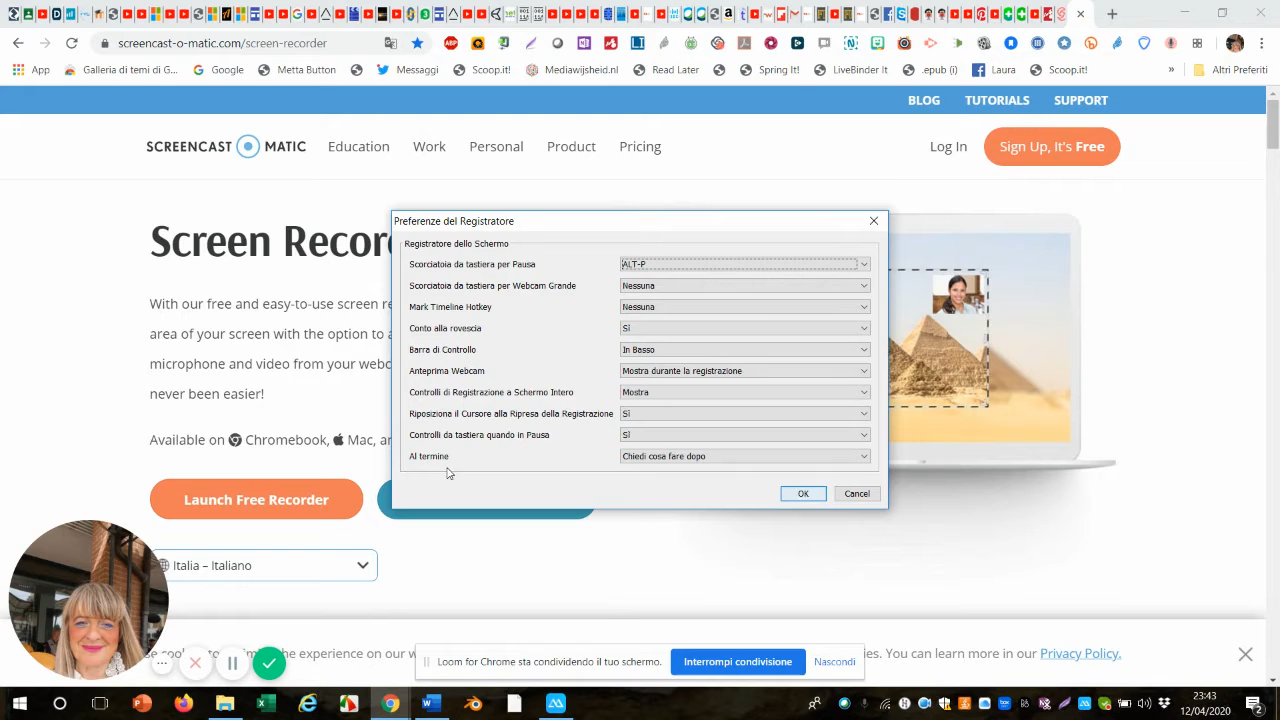 screencast-o-matic.com/screen-recorder
App
Galleria di temi di G...
Google
Metta Button
Messaggi
Scoop.it!
Mediawijsheid.nl
Read Later
Spring It!
LiveBinder It
.epub (i)
Laura
Scoop.it!
»
Altri Preferiti
BLOG
TUTORIALS
SUPPORT
SCREENCAST MATIC
Education
Work
Personal
Product
Pricing
Log In
Sign Up, It's Free
Screen Recor
With our free and easy-to-use screen re
area of your screen with the option to a
microphone and video from your webc
never been easier!
Available on Chromebook, Mac, an
Launch Free Recorder
Italia – Italiano
Preferenze del Registratore
Registratore dello Schermo
Scorciatoia da tastiera per Pausa
ALT-P
Scorciatoia da tastiera per Webcam Grande
Nessuna
Mark Timeline Hotkey
Nessuna
Conto alla rovescia
Sì
Barra di Controllo
In Basso
Anteprima Webcam
Mostra durante la registrazione
Controlli di Registrazione a Schermo Intero
Mostra
Riposiziona il Cursore alla Ripresa della Registrazione
Sì
Controlli da tastiera quando in Pausa
Sì
Al termine
Chiedi cosa fare dopo
OK
Cancel
the experience on our w
ies. You can learn more in our Privacy Policy.
Loom for Chrome sta condividendo il tuo schermo.
Interrompi condivisione
Nascondi
23:43
12/04/2020